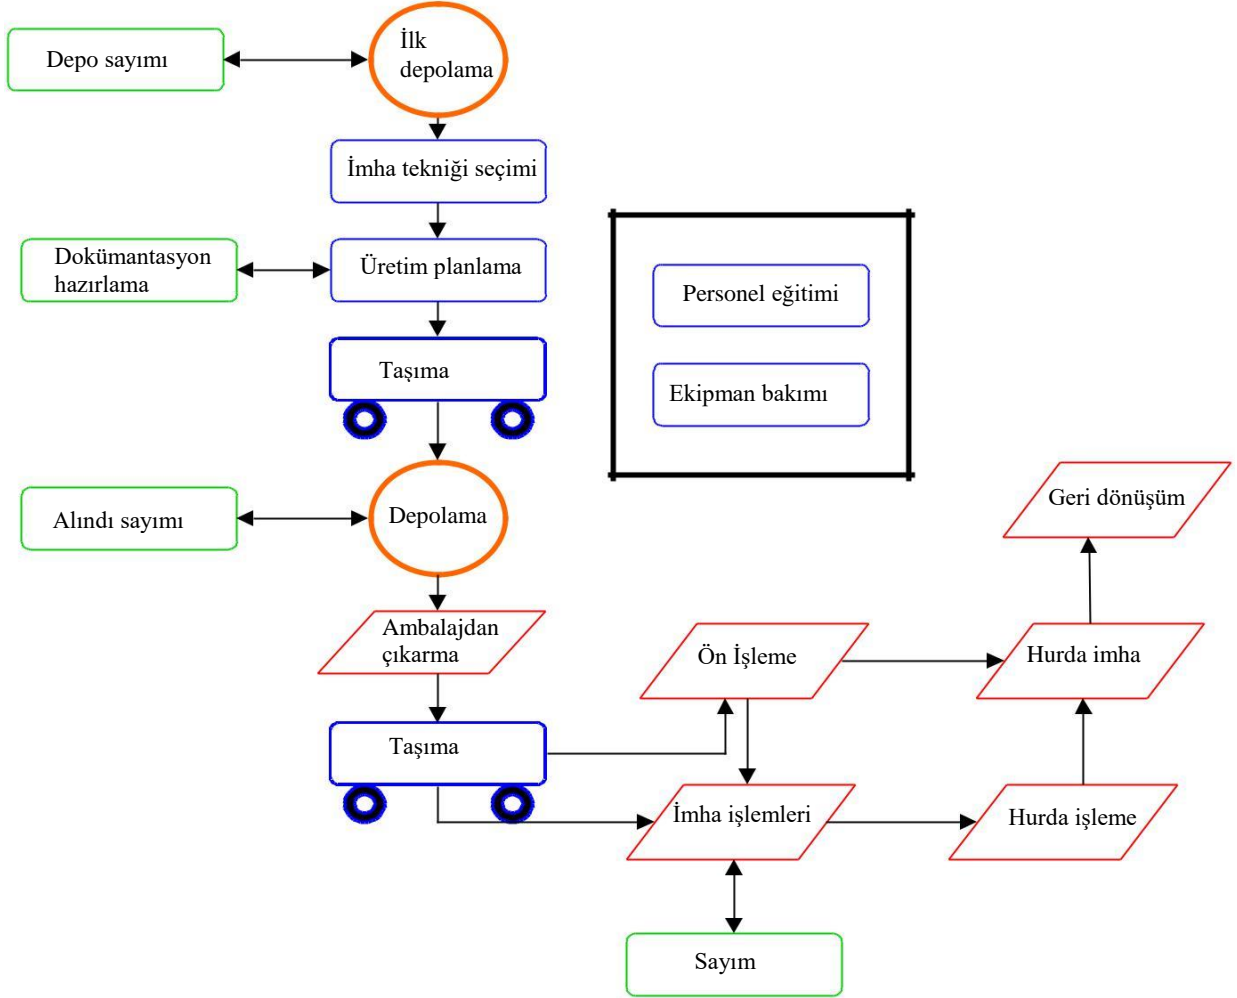 Depo sayımı
İlk
depolama
İmha tekniği seçimi
Dokümantasyon
hazırlama
Üretim planlama
Personel eğitimi
Taşıma
Ekipman bakımı
Alındı sayımı
Depolama
Geri dönüşüm
Ambalajdan
çıkarma
Ön İşleme
Hurda imha
Taşıma
İmha işlemleri
Hurda işleme
Sayım